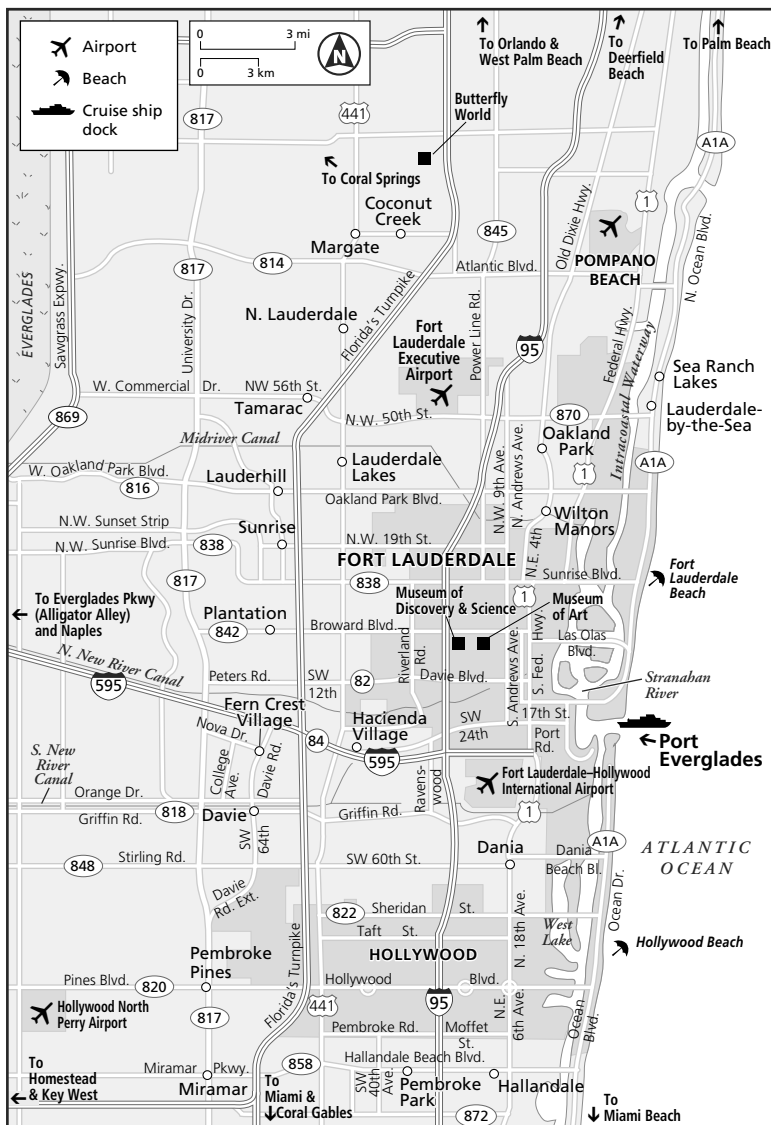 Airport
Beach
Cruise ship
dock
0
3 mi
0
3 km
N
To Orlando &
West Palm Beach
To
Deerfield
Beach
To Palm Beach
Butterfly
World
441
817
A1A
To Coral Springs
Coconut
Creek
Margate
845
Old Dixie Hwy.
1
N. Ocean Blvd.
POMPANO
BEACH
EVERGLADES
Sawgrass Expwy.
817
814
Atlantic Blvd.
University Dr.
N. Lauderdale
Florida's Turnpike
Fort
Lauderdale
Executive
Airport
Power Line Rd.
95
Federal Hwy.
Intracoastal Waterway
Sea Ranch
Lakes
W. Commercial Dr.
NW 56th St.
Tamarac
N.W. 50th St.
870
Lauderdale-
by-the-Sea
869
Midriver Canal
Oakland
Park
W. Oakland Park Blvd.
816
Lauderhill
Lauderdale
Lakes
Oakland Park Blvd.
N.W. 9th Ave.
N. Andrews Ave.
1
A1A
N.W. Sunset Strip
Sunrise
N.W. 19th St.
Wilton
Manors
N.E. 4th
N.W. Sunrise Blvd.
838
FORT LAUDERDALE
817
838
Sunrise Blvd.
Fort
Lauderdale
Beach
To Everglades Pkwy
(Alligator Alley)
and Naples
Museum of
Discovery & Science
1
Museum
of Art
Plantation
842
Broward Blvd.
Las Olas
Blvd.
N. New River Canal
595
Peters Rd.
SW
12th
82
Riverland
Rd.
Davie Blvd.
S. Andrews Ave.
S. Fed. Hwy.
Stranahan
River
Fern Crest
Village
Nova Dr.
84
Hacienda
Village
SW
24th
17th St.
Port
Rd.
Port
Everglades
S. New
River
Canal
College
Ave.
Davie Rd.
595
Ravens-
wood
Fort Lauderdale–Hollywood
International Airport
Orange Dr.
818
Griffin Rd.
Davie
Griffin Rd.
1
SW
64th
Dania
Dania
Beach Bl.
A1A
ATLANTIC
OCEAN
848
Stirling Rd.
SW 60th St.
Davie
Rd. Ext.
822
Sheridan St.
Taft St.
N. 18th Ave.
West
Lake
Ocean Dr.
HOLLYWOOD
Hollywood Beach
Pembroke
Pines
Florida's Turnpike
Pines Blvd.
820
Hollywood Blvd.
Hollywood North
Perry Airport
817
441
95
N.E.
6th Ave.
Ocean
Blvd.
Pembroke Rd.
Moffet
St.
To
Homestead
& Key West
Miramar Pkwy.
Miramar
858
Hallandale Beach Blvd.
To
Miami &
Coral Gables
SW
40th
Ave.
Pembroke
Park
Hallandale
872
To
Miami Beach